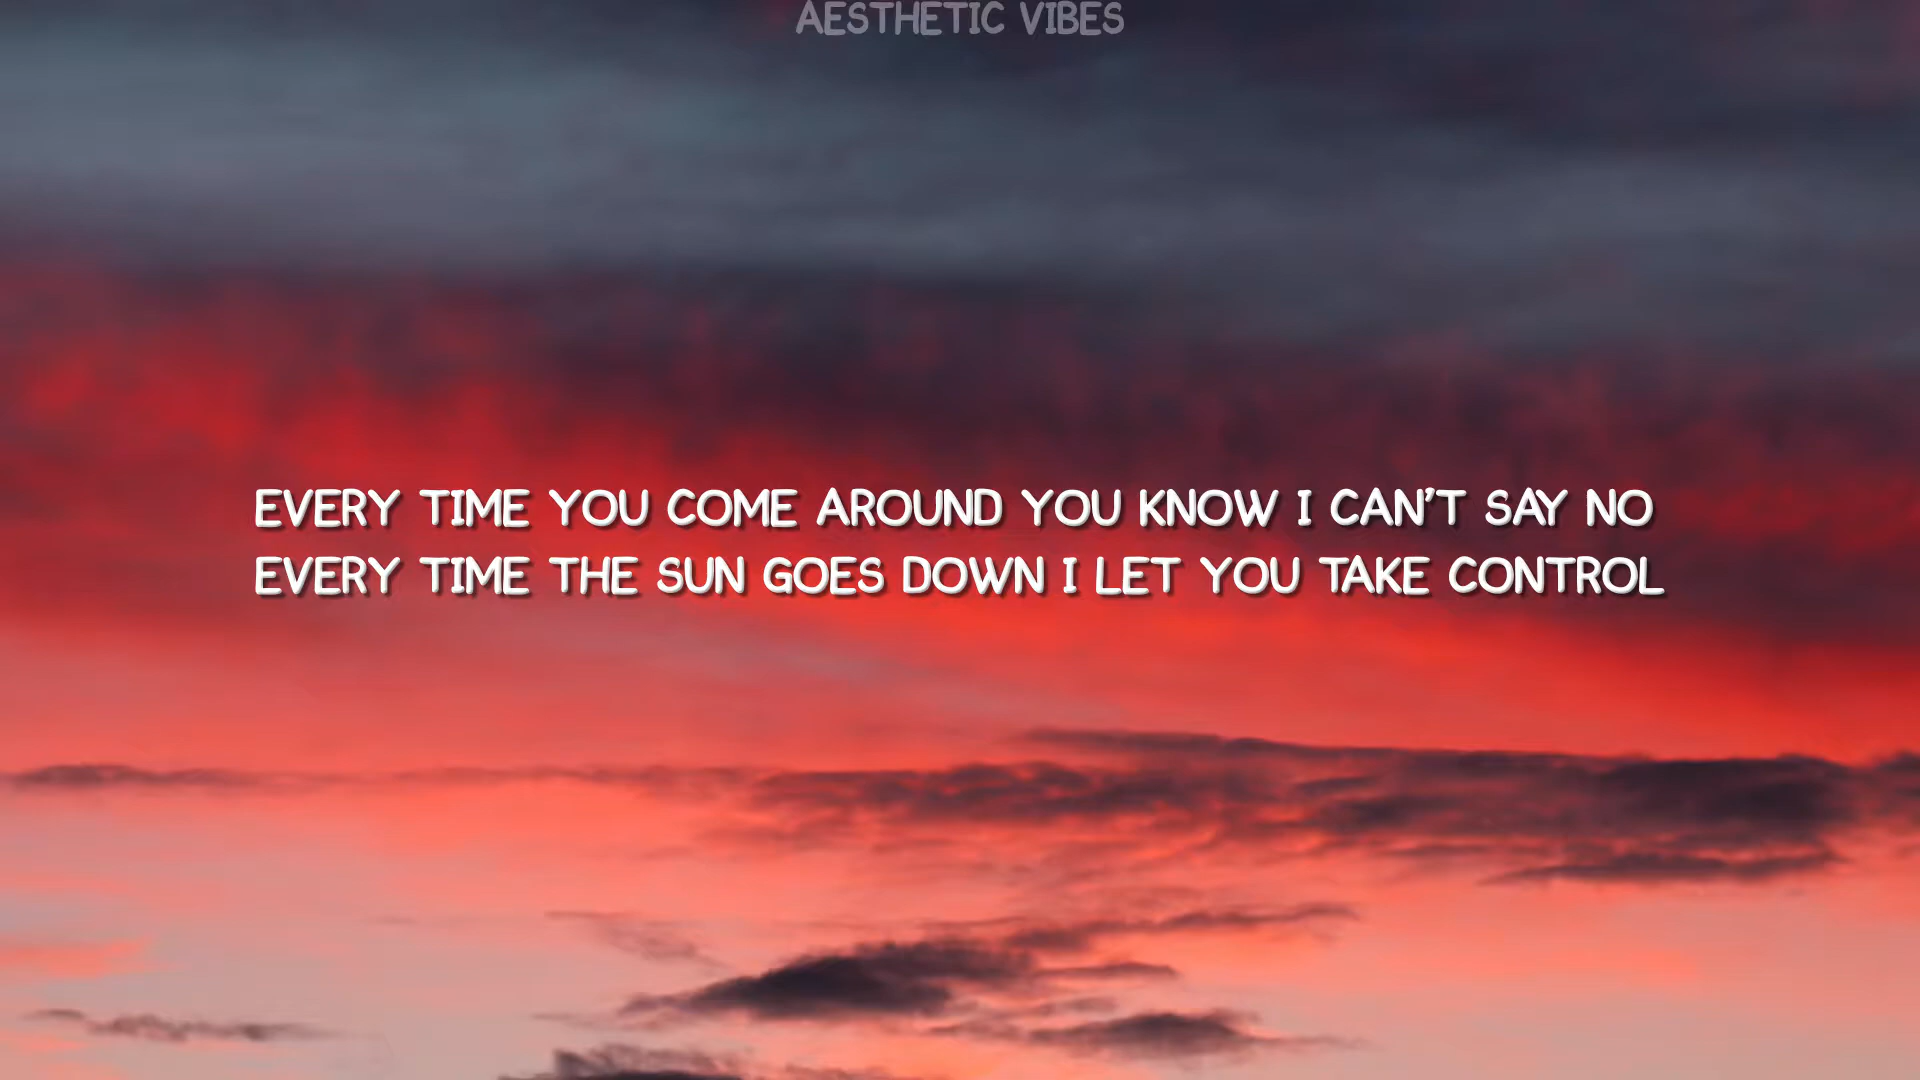 AESTHETIC VIBES
EVERY TIME YOU COME AROUND YOU KNOW I CAN'T SAY NO
EVERY TIME THE SUN GOES DOWN I LET YOU TAKE CONTROL